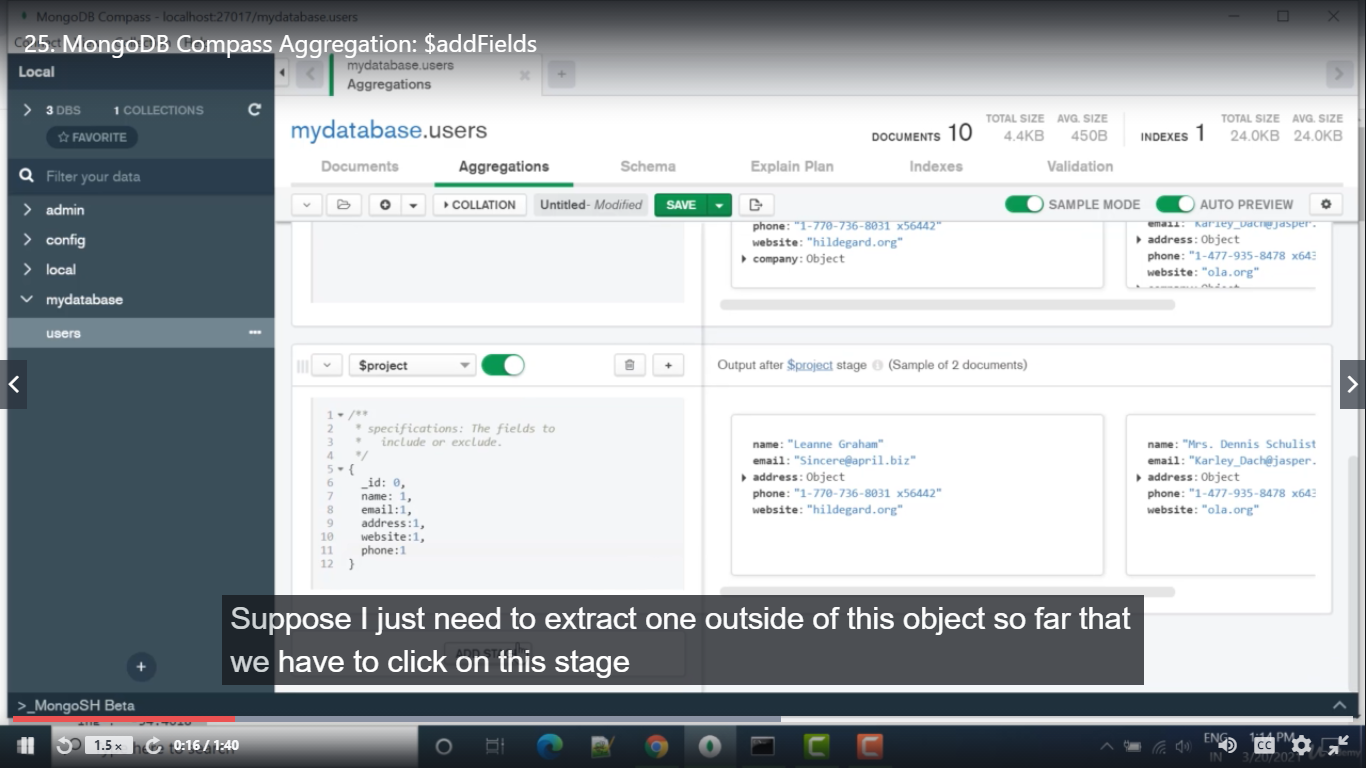 MongoDB Compass - localhost:27017/mydatabase.users
25. MongoDB Compass Aggregation: $addFields
Local
mydatabase.users
Aggregations
3 DBS 1 COLLECTIONS
FAVORITE
Filter your data
admin
config
local
mydatabase
users
mydatabase.users
DOCUMENTS 10
TOTAL SIZE AVG. SIZE
4.4KB 450B
INDEXES 1
TOTAL SIZE AVG. SIZE
24.0KB 24.0KB
Documents Aggregations Schema Explain Plan Indexes Validation
COLLATION Untitled- Modified SAVE SAMPLE MODE AUTO PREVIEW
phone: "1-770-736-8031 x56442"
website: "hildegard.org"
company: Object
email: "Karley_Dach@jasper.
address: Object
phone: "1-477-935-8478 x643
website: "ola.org"
$project
Output after $project stage (Sample of 2 documents)
1 /**
2 * specifications: The fields to
3 * include or exclude.
4 */
5 {
6 _id: 0,
7 name: 1,
8 email:1,
9 address:1,
10 website:1,
11 phone:1
12 }
name: "Leanne Graham"
email: "Sincere@april.biz"
address: Object
phone: "1-770-736-8031 x56442"
website: "hildegard.org"
name: "Mrs. Dennis Schulist
email: "Karley_Dach@jasper.
address: Object
phone: "1-477-935-8478 x643
website: "ola.org"
Suppose I just need to extract one outside of this object so far that
we have to click on this stage
>_MongoSH Beta
1.5x 0:16 / 1:40
ENG
IN
1:14 PM
CC